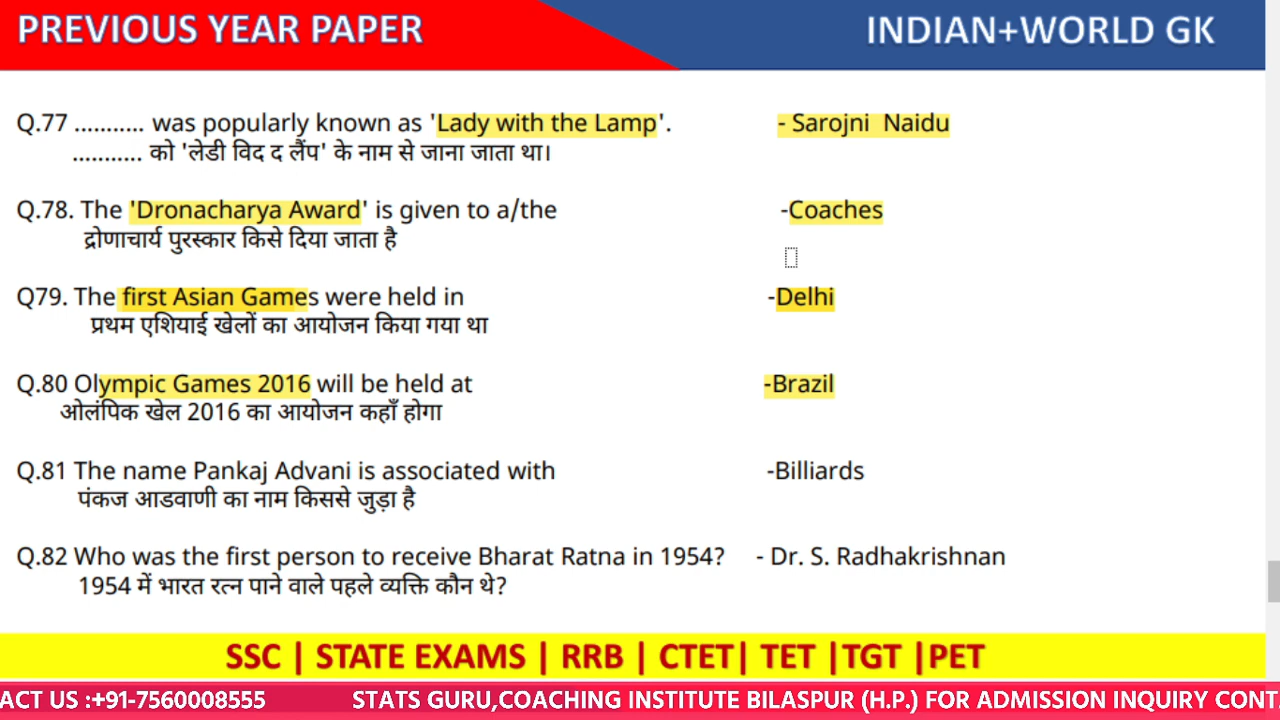 PREVIOUS YEAR PAPER INDIAN+WORLD GK
Q.77 ........... was popularly known as 'Lady with the Lamp'. - Sarojni Naidu
........... को 'लेडी विद द लैंप' के नाम से जाना जाता था।
Q.78. The 'Dronacharya Award' is given to a/the -Coaches
द्रोणाचार्य पुरस्कार किसे दिया जाता है
Q79. The first Asian Games were held in -Delhi
प्रथम एशियाई खेलों का आयोजन किया गया था
Q.80 Olympic Games 2016 will be held at -Brazil
ओलंपिक खेल 2016 का आयोजन कहाँ होगा
Q.81 The name Pankaj Advani is associated with -Billiards
पंकज आडवाणी का नाम किससे जुड़ा है
Q.82 Who was the first person to receive Bharat Ratna in 1954? - Dr. S. Radhakrishnan
1954 में भारत रत्न पाने वाले पहले व्यक्ति कौन थे?
SSC | STATE EXAMS | RRB | CTET| TET |TGT |PET
ACT US :+91-7560008555 STATS GURU,COACHING INSTITUTE BILASPUR (H.P.) FOR ADMISSION INQUIRY CONT